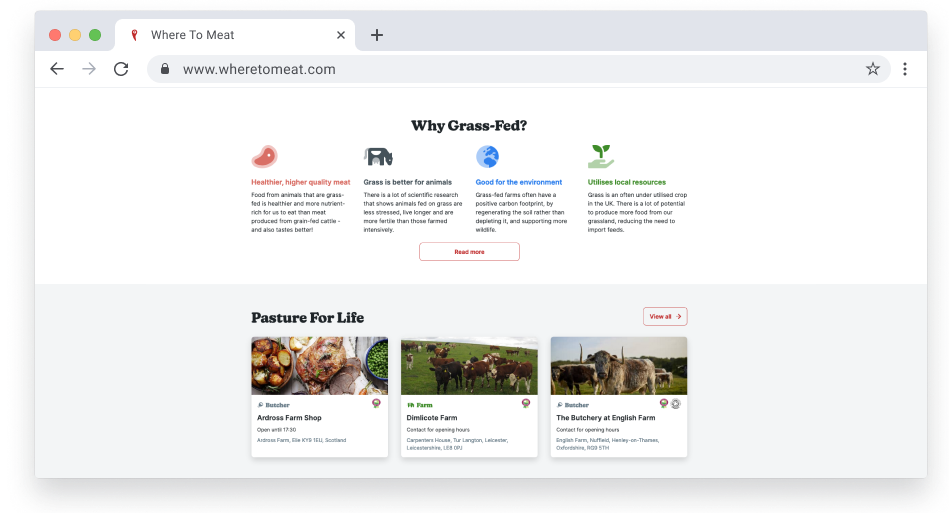 Where To Meat
www.wheretomeat.com
Why Grass-Fed?
Healthier, higher quality meat
Food from animals that are grass-
fed is healthier and more nutrient-
rich for us to eat than meat
produced from grain-fed cattle -
and also tastes better!
Grass is better for animals
There is a lot of scientific research
that shows animals fed on grass are
less stressed, live longer and are
more fertile than those farmed
intensively.
Good for the environment
Grass-fed farms often have a
positive carbon footprint, by
regenerating the soil rather than
depleting it, and supporting more
wildlife.
Utilises local resources
Grass is an often under utilised crop
in the UK. There is a lot of potential
to produce more food from our
grassland, reducing the need to
import feeds.
Read more
Pasture For Life
View all
Butcher
Ardross Farm Shop
Open until 17:30
Ardross Farm, Elie KY9 1EU, Scotland
Farm
Dimlicote Farm
Contact for opening hours
Carpenters House, Tur Langton, Leicester,
Leicestershire, LE8 0PJ
Butcher
The Butchery at English Farm
Contact for opening hours
English Farm, Nuffield, Henley-on-Thames,
Oxfordshire, RG9 5TH